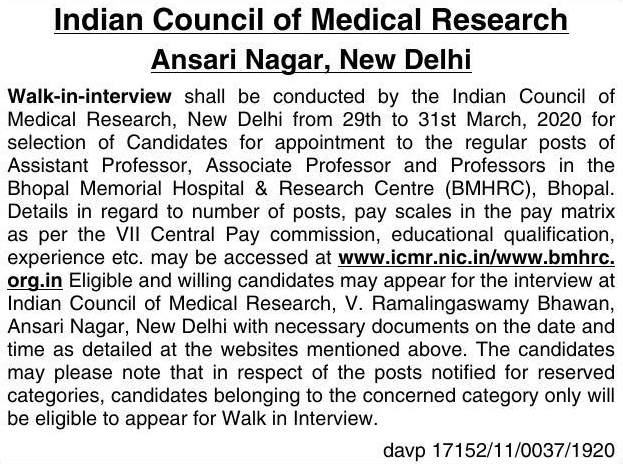 Indian Council of Medical Research
Ansari Nagar, New Delhi
Walk-in-interview shall be conducted by the Indian Council of
Medical Research, New Delhi from 29th to 31st March, 2020 for
selection of Candidates for appointment to the regular posts of
Assistant Professor, Associate Professor and Professors in the
Bhopal Memorial Hospital & Research Centre (BMHRC), Bhopal.
Details in regard to number of posts, pay scales in the pay matrix
as per the VII Central Pay commission, educational qualification,
experience etc. may be accessed at www.icmr.nic.in/www.bmhrc.
org.in Eligible and willing candidates may appear for the interview at
Indian Council of Medical Research, V. Ramalingaswamy Bhawan,
Ansari Nagar, New Delhi with necessary documents on the date and
time as detailed at the websites mentioned above. The candidates
may please note that in respect of the posts notified for reserved
categories, candidates belonging to the concerned category only will
be eligible to appear for Walk in Interview.
davp 17152/11/0037/1920